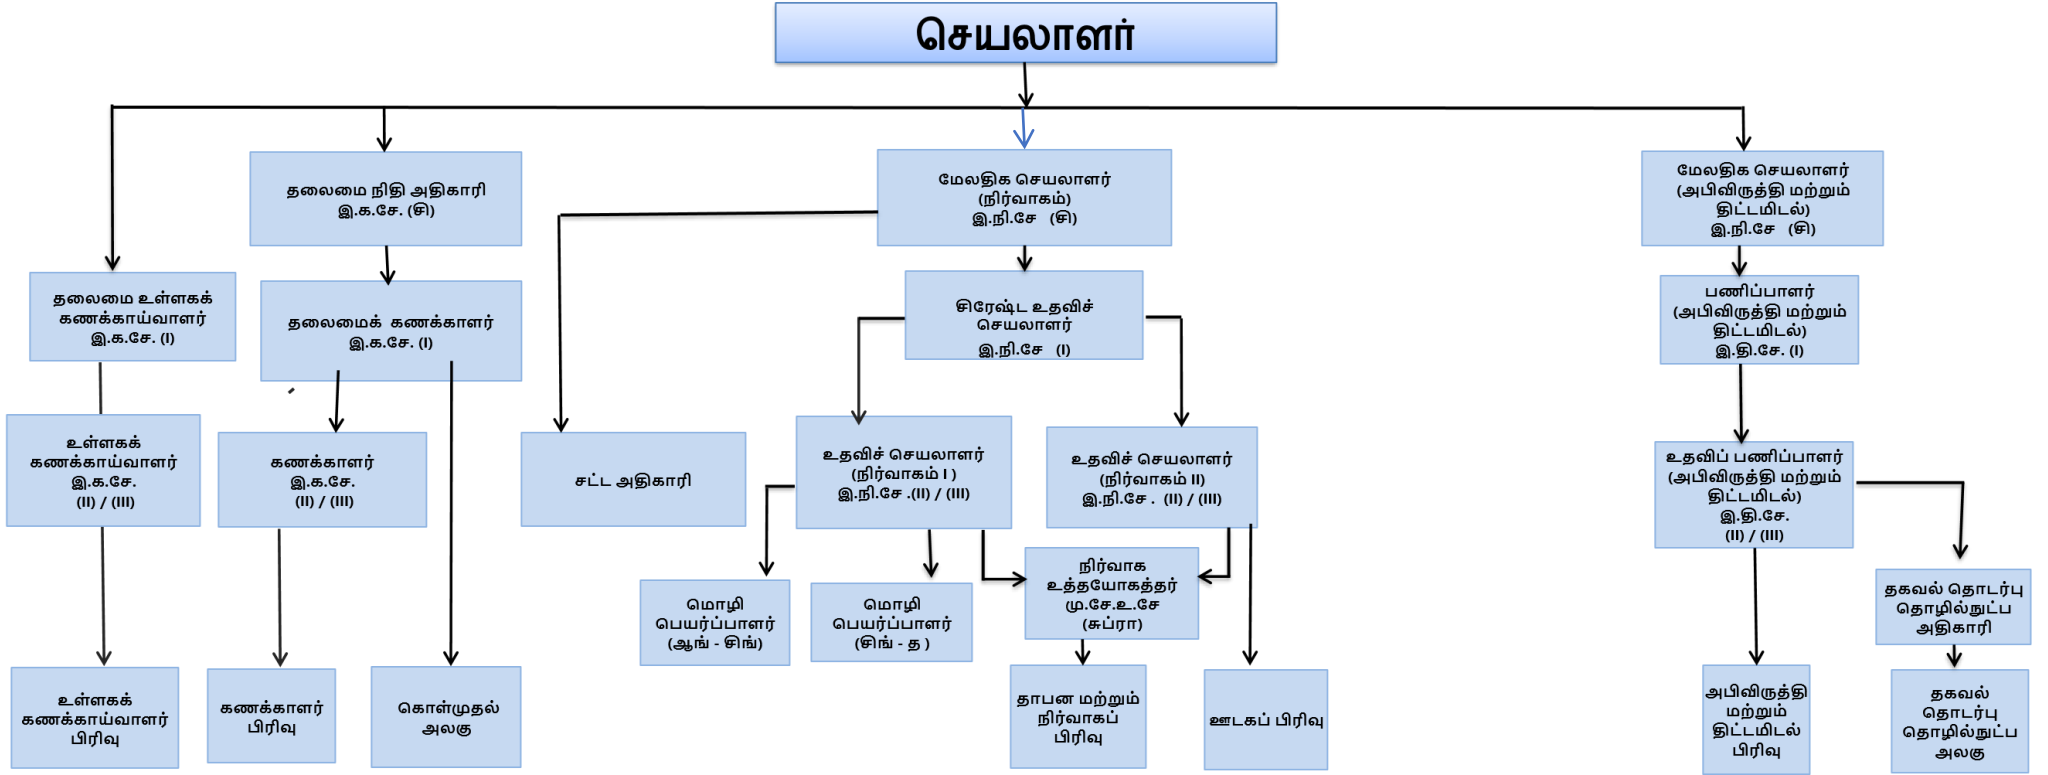 செயலாளர்
தலைமை நிதி அதிகாரி
இ.க.சே. (சி)
மேலதிக செயலாளர்
(நிர்வாகம்)
இ.நி.சே (சி)
மேலதிக செயலாளர்
(அபிவிருத்தி மற்றும்
திட்டமிடல்)
இ.நி.சே (சி)
தலைமை உள்ளகக்
கணக்காய்வாளர்
இ.க.சே. (I)
தலைமைக் கணக்காளர்
இ.க.சே. (I)
சிரேஷ்ட உதவிச்
செயலாளர்
இ.நி.சே (I)
பணிப்பாளர்
(அபிவிருத்தி மற்றும்
திட்டமிடல்)
இ.தி.சே. (I)
உள்ளகக்
கணக்காய்வாளர்
இ.க.சே.
(II) / (III)
கணக்காளர்
இ.க.சே.
(II) / (III)
சட்ட அதிகாரி
உதவிச் செயலாளர்
(நிர்வாகம் I )
இ.நி.சே .(II) / (III)
உதவிச் செயலாளர்
(நிர்வாகம் II)
இ.நி.சே . (II) / (III)
உதவிப் பணிப்பாளர்
(அபிவிருத்தி மற்றும்
திட்டமிடல்)
இ.தி.சே.
(II) / (III)
மொழி
பெயர்ப்பாளர்
(ஆங் - சிங்)
மொழி
பெயர்ப்பாளர்
(சிங் - த )
நிர்வாக
உத்தயோகத்தர்
மு.சே.உ.சே
(சுப்ரா)
தகவல் தொடர்பு
தொழில்நுட்ப
அதிகாரி
உள்ளகக்
கணக்காய்வாளர்
பிரிவு
கணக்காளர்
பிரிவு
கொள்முதல்
அலகு
தாபன மற்றும்
நிர்வாகப்
பிரிவு
ஊடகப் பிரிவு
அபிவிருத்தி
மற்றும்
திட்டமிடல்
பிரிவு
தகவல்
தொடர்பு
தொழில்நுட்ப
அலகு